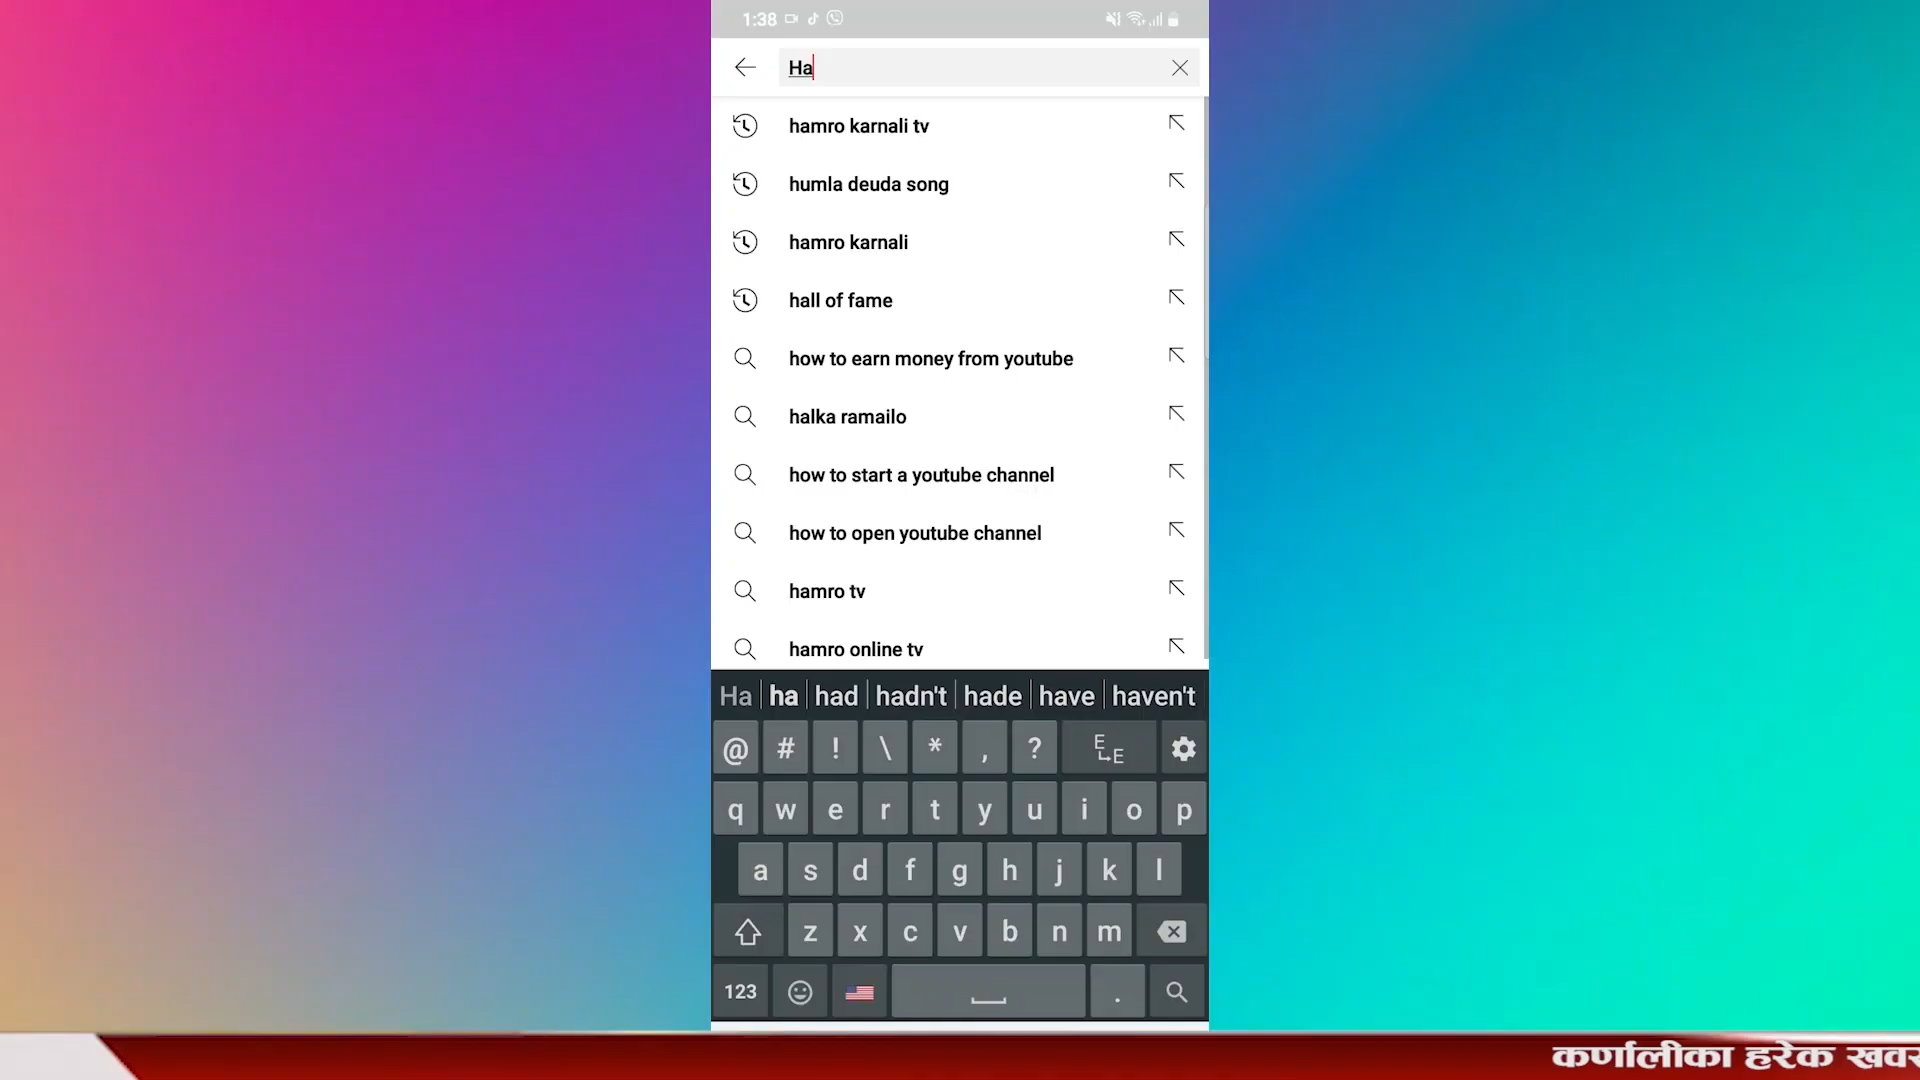 1:38
Ha
hamro karnali tv
humla deuda song
hamro karnali
hall of fame
how to earn money from youtube
halka ramailo
how to start a youtube channel
how to open youtube channel
hamro tv
hamro online tv
Ha ha had hadn't hade have haven't
@ # ! \ * , ? E E
q w e r t y u i o p
a s d f g h j k l
z x c v b n m
123 .
कर्णालीका हरेक खवर